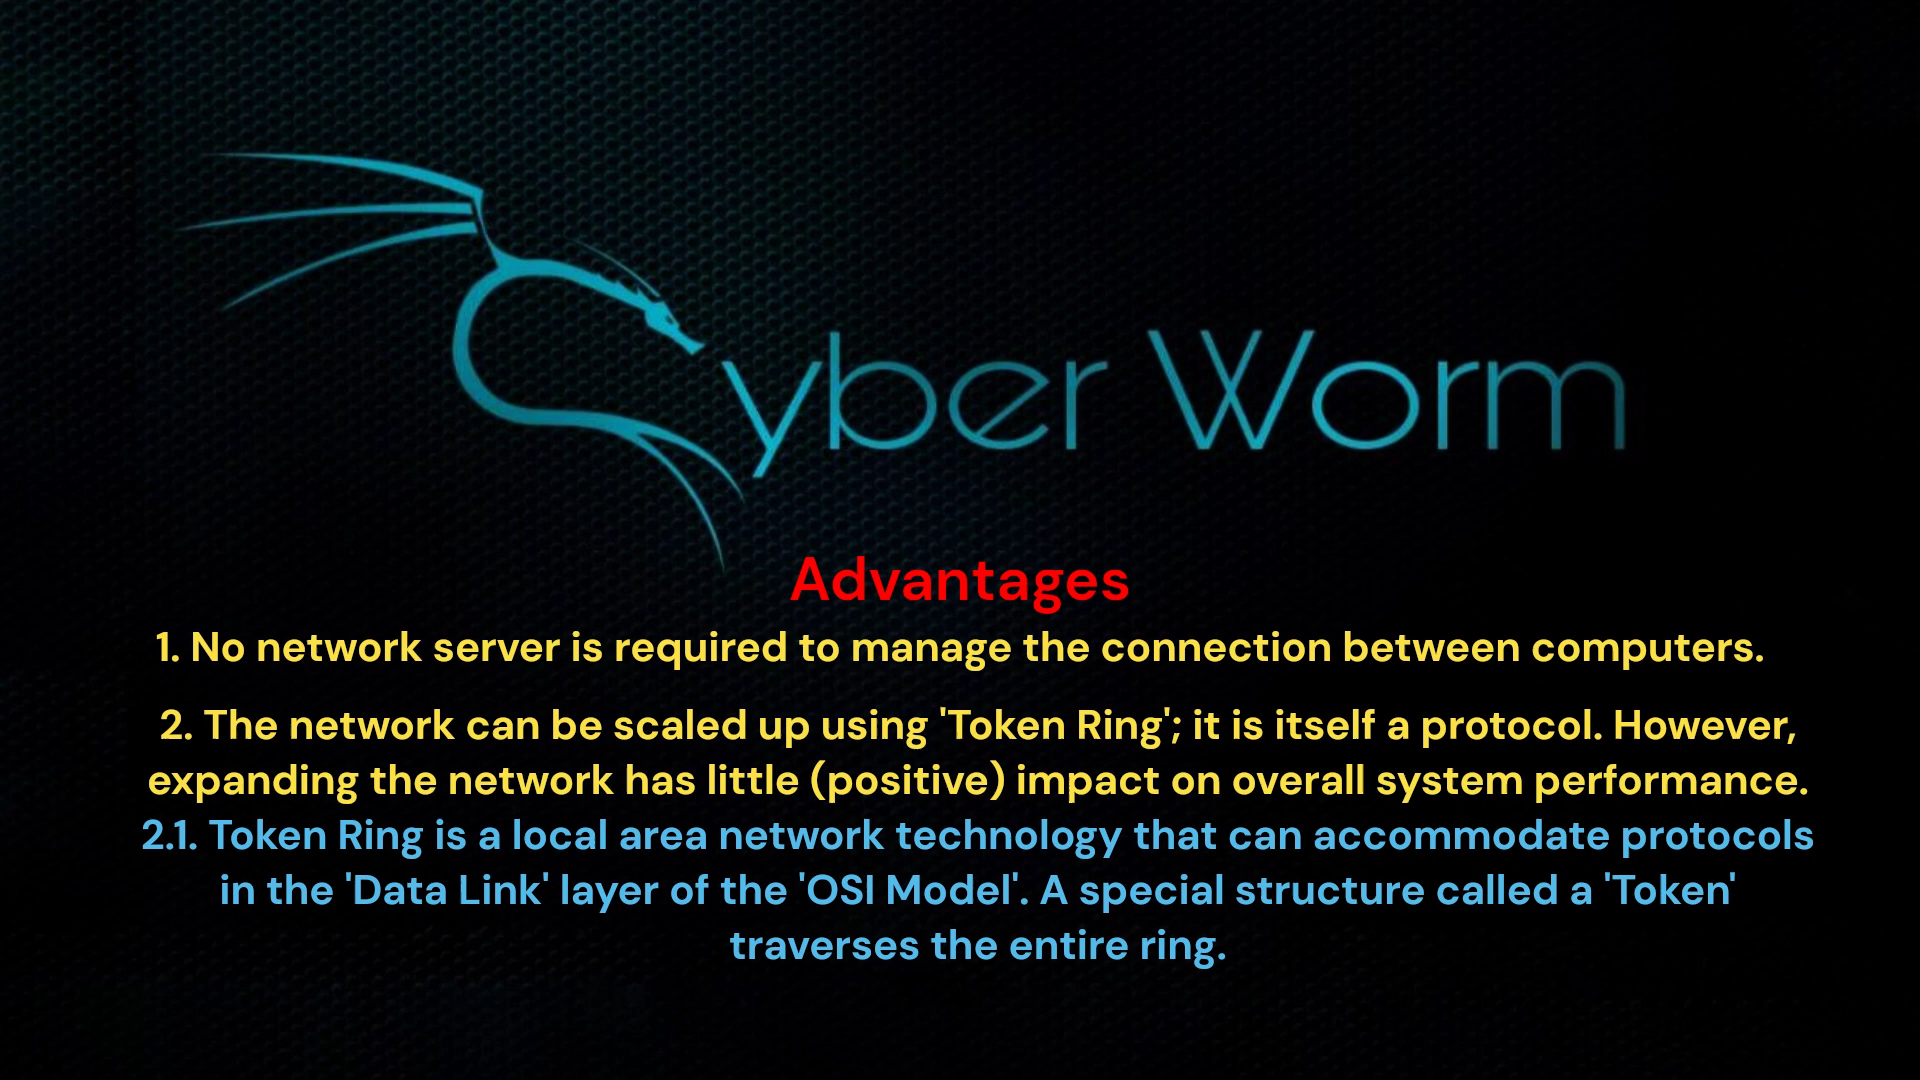 yber Worm
Advantages
1. No network server is required to manage the connection between computers.
2. The network can be scaled up using 'Token Ring'; it is itself a protocol. However,
expanding the network has little (positive) impact on overall system performance.
2.1. Token Ring is a local area network technology that can accommodate protocols
in the 'Data Link' layer of the 'OSI Model'. A special structure called a 'Token'
traverses the entire ring.